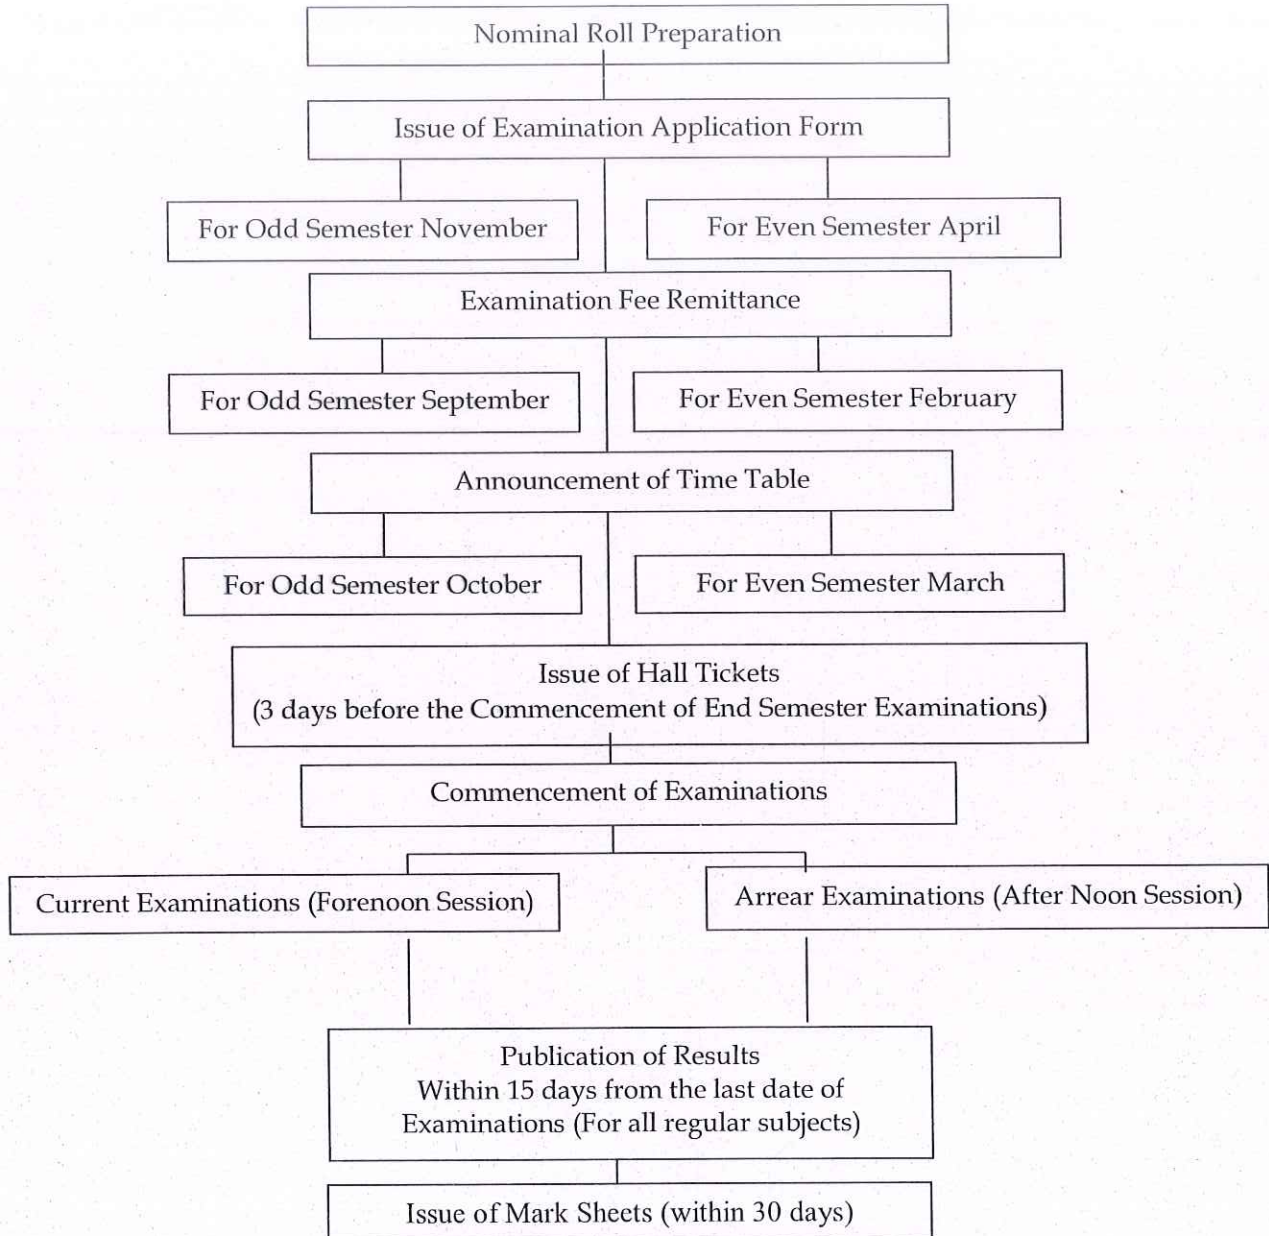 Nominal Roll Preparation
Issue of Examination Application Form
For Odd Semester November
For Even Semester April
Examination Fee Remittance
For Odd Semester September
For Even Semester February
Announcement of Time Table
For Odd Semester October
For Even Semester March
Issue of Hall Tickets
(3 days before the Commencement of End Semester Examinations)
Commencement of Examinations
Current Examinations (Forenoon Session)
Arrear Examinations (After Noon Session)
Publication of Results
Within 15 days from the last date of
Examinations (For all regular subjects)
Issue of Mark Sheets (within 30 days)